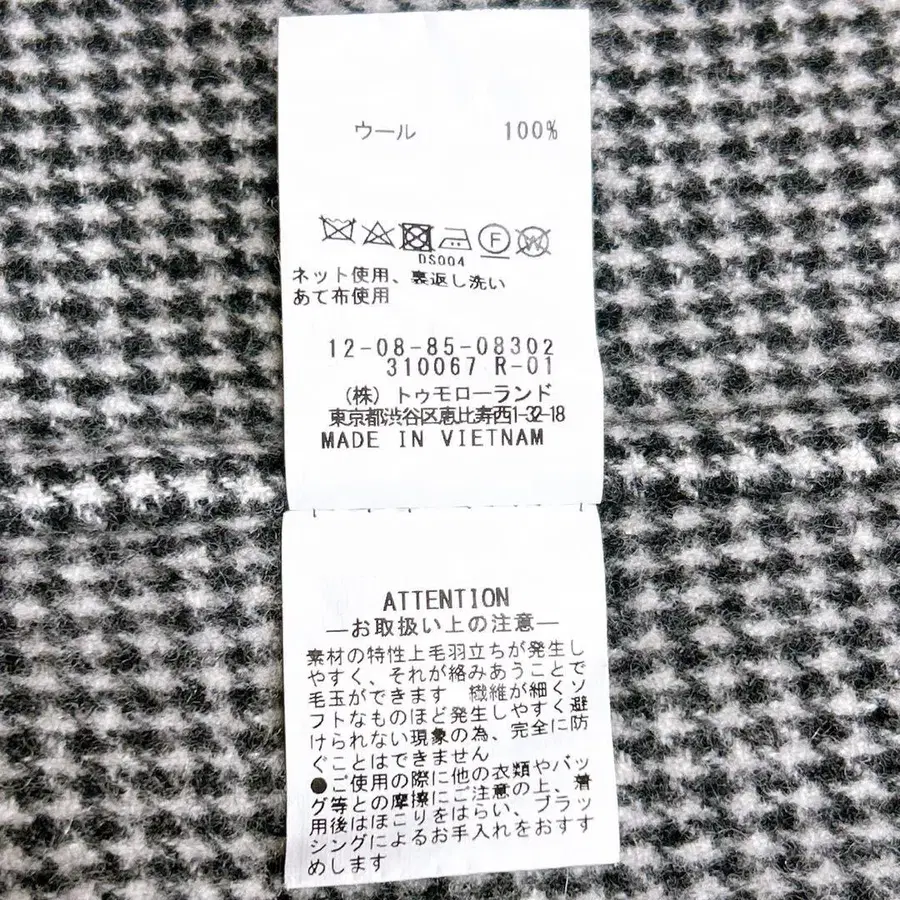 ウール 100%
F W
DS004
ネット使用、裏返し洗い
あて布使用
12-08-85-08302
310067 R-01
(株) トゥモローランド
東京都渋谷区恵比寿西1-32-18
MADE IN VIETNAM
ATTENTION
―お取扱い上の注意―
素材の特性上毛羽立ちが発生し
やすく、それが絡みあうことで
毛玉ができます 繊維が細くソ
フトなものほど発生しやすく避
けられない現象の為、完全に防
ぐことはできません
●ご使用の際に他の衣類やバッ
グ等との摩擦にご注意の上、着
用後はほこりをはらい、ブラッ
シングによるお手入れをおすす
めします